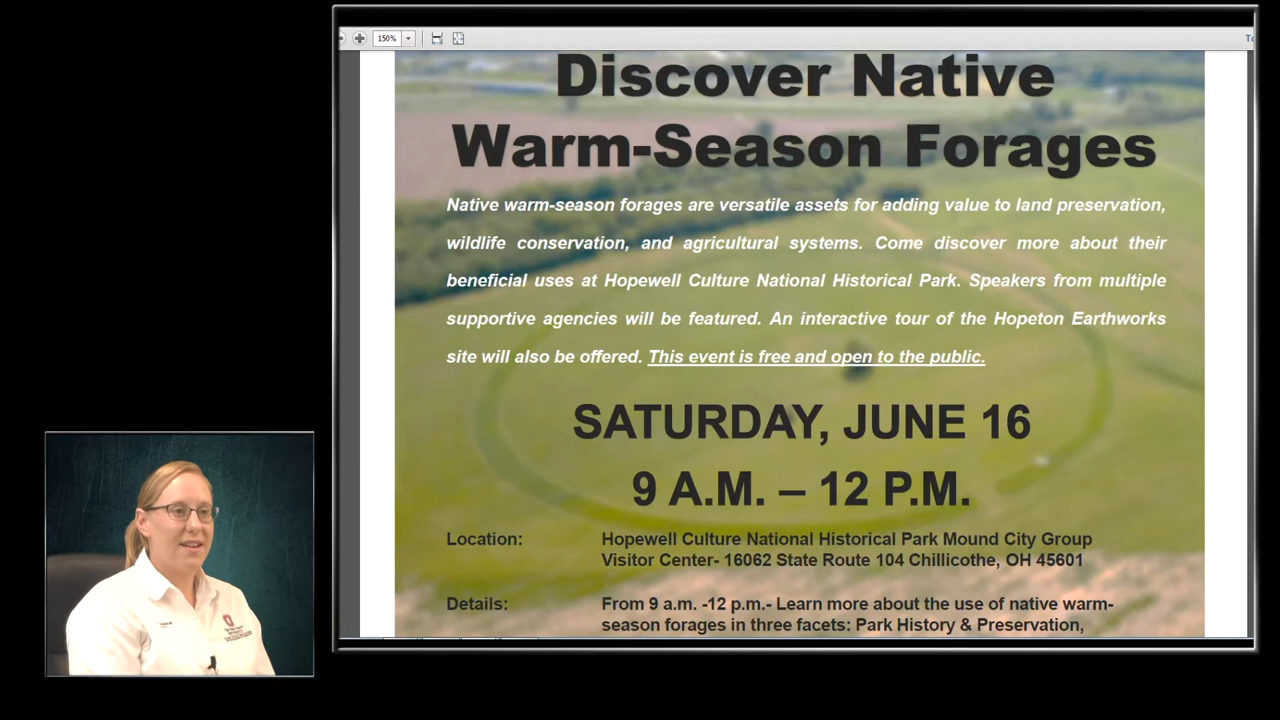 150%
Discover Native
Warm-Season Forages
Native warm-season forages are versatile assets for adding value to land preservation,
wildlife conservation, and agricultural systems. Come discover more about their
beneficial uses at Hopewell Culture National Historical Park. Speakers from multiple
supportive agencies will be featured. An interactive tour of the Hopeton Earthworks
site will also be offered. This event is free and open to the public.
SATURDAY, JUNE 16
9 A.M. – 12 P.M.
Location:
Hopewell Culture National Historical Park Mound City Group
Visitor Center- 16062 State Route 104 Chillicothe, OH 45601
Details:
From 9 a.m. -12 p.m.- Learn more about the use of native warm-
season forages in three facets: Park History & Preservation,